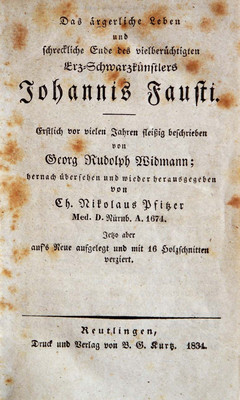 Das ärgerliche Leben
und
schreckliche Ende des vielberüchtigten
Erz-Schwarzkünstlers
Johannis Fausti.
Erstlich vor vielen Jahren fleißig beschrieben
von
Georg Rudolph Widmann;
hernach übersehen und wieder herausgegeben
von
Ch. Nikolaus Pfitzer
Med. D. Nürnb. A. 1674.
Jetzo aber
auf's Neue aufgelegt und mit 16 Holzschnitten
verziert.
Reutlingen,
Druck und Verlag von B. G. Kurtz. 1834.